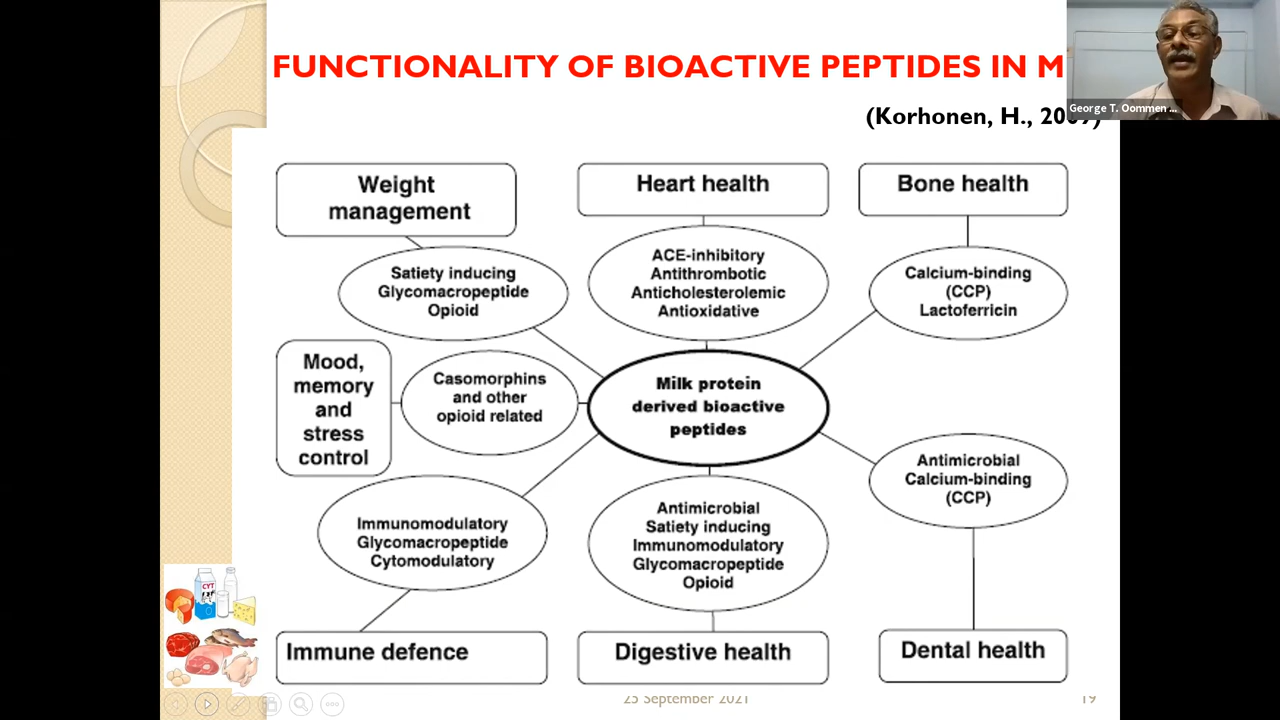 FUNCTIONALITY OF BIOACTIVE PEPTIDES IN M
George T. Oommen ...
(Korhonen, H.,
Weight
management
Heart health
Bone health
Satiety inducing
Glycomacropeptide
Opioid
ACE-inhibitory
Antithrombotic
Anticholesterolemic
Antioxidative
Calcium-binding
(CCP)
Lactoferricin
Mood,
memory
and
stress
control
Casomorphins
and other
opioid related
Milk protein
derived bioactive
peptides
Antimicrobial
Calcium-binding
(CCP)
Immunomodulatory
Glycomacropeptide
Cytomodulatory
Antimicrobial
Satiety inducing
Immunomodulatory
Glycomacropeptide
Opioid
CYT
Immune defence
Digestive health
Dental health
25 September 2021
19